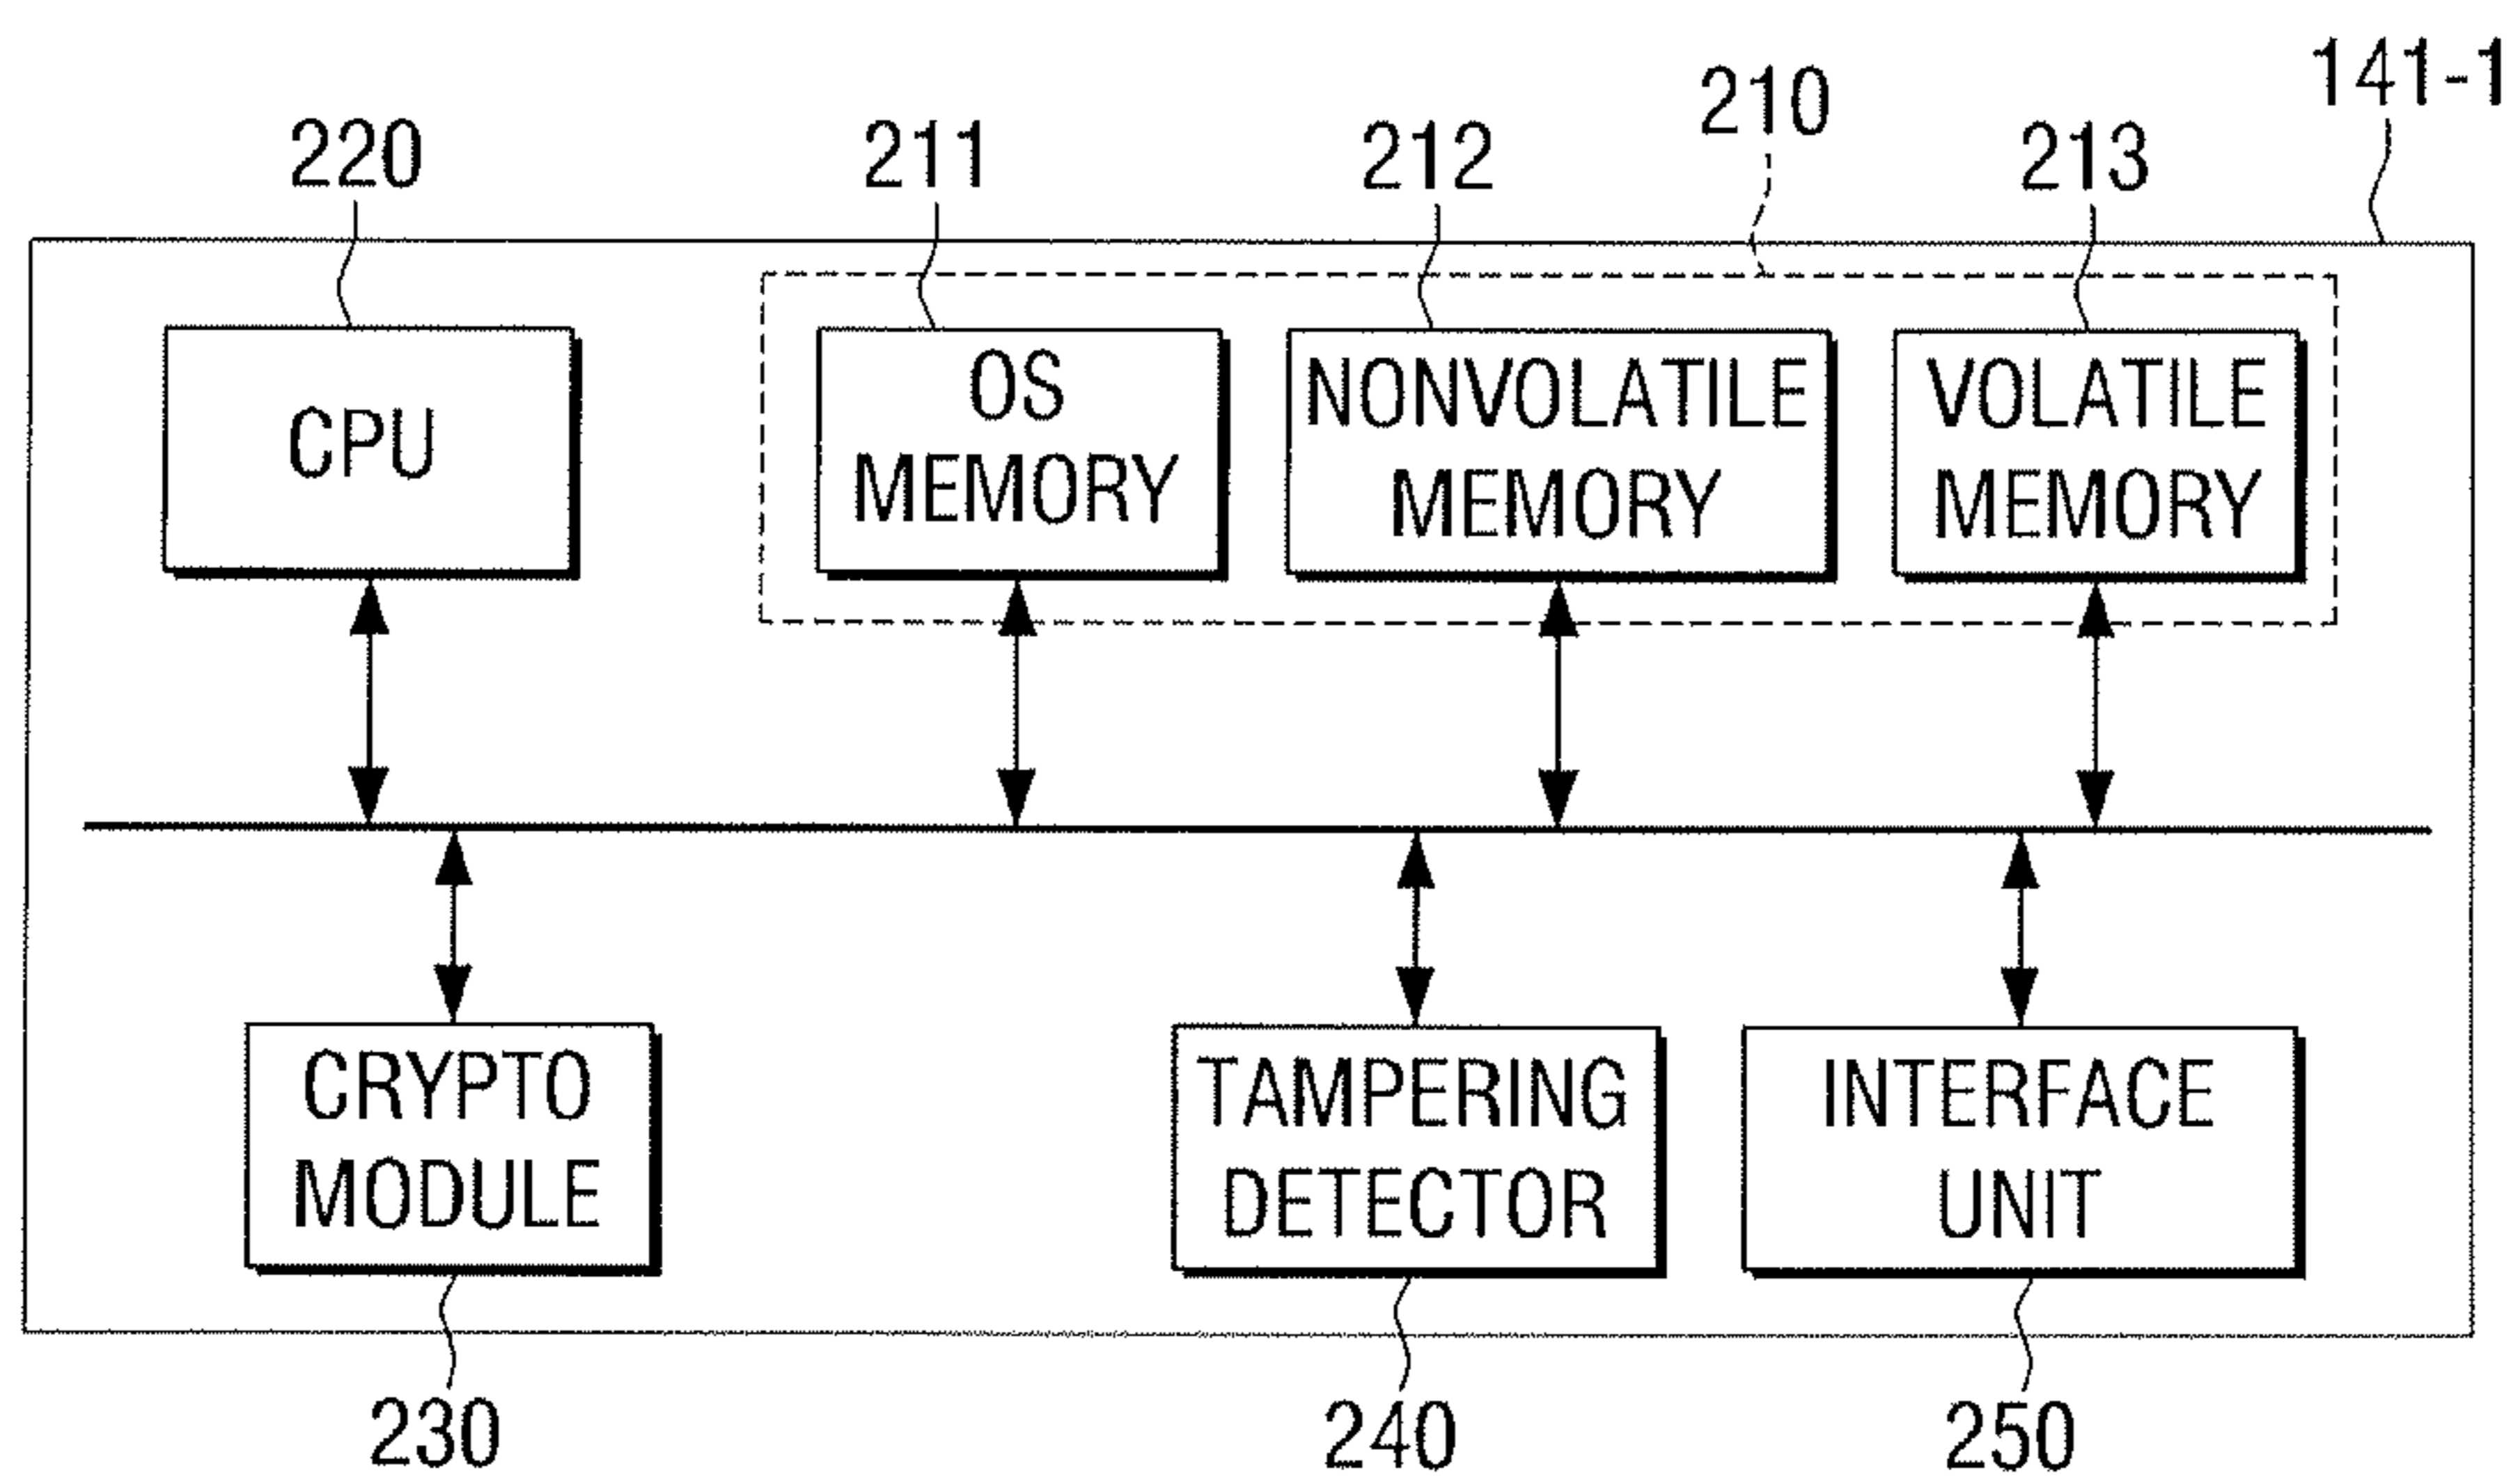 141-1
210
220
211
212
213
CPU
OS
MEMORY
NONVOLATILE
MEMORY
VOLATILE
MEMORY
CRYPTO
MODULE
TAMPERING
DETECTOR
INTERFACE
UNIT
230
240
250